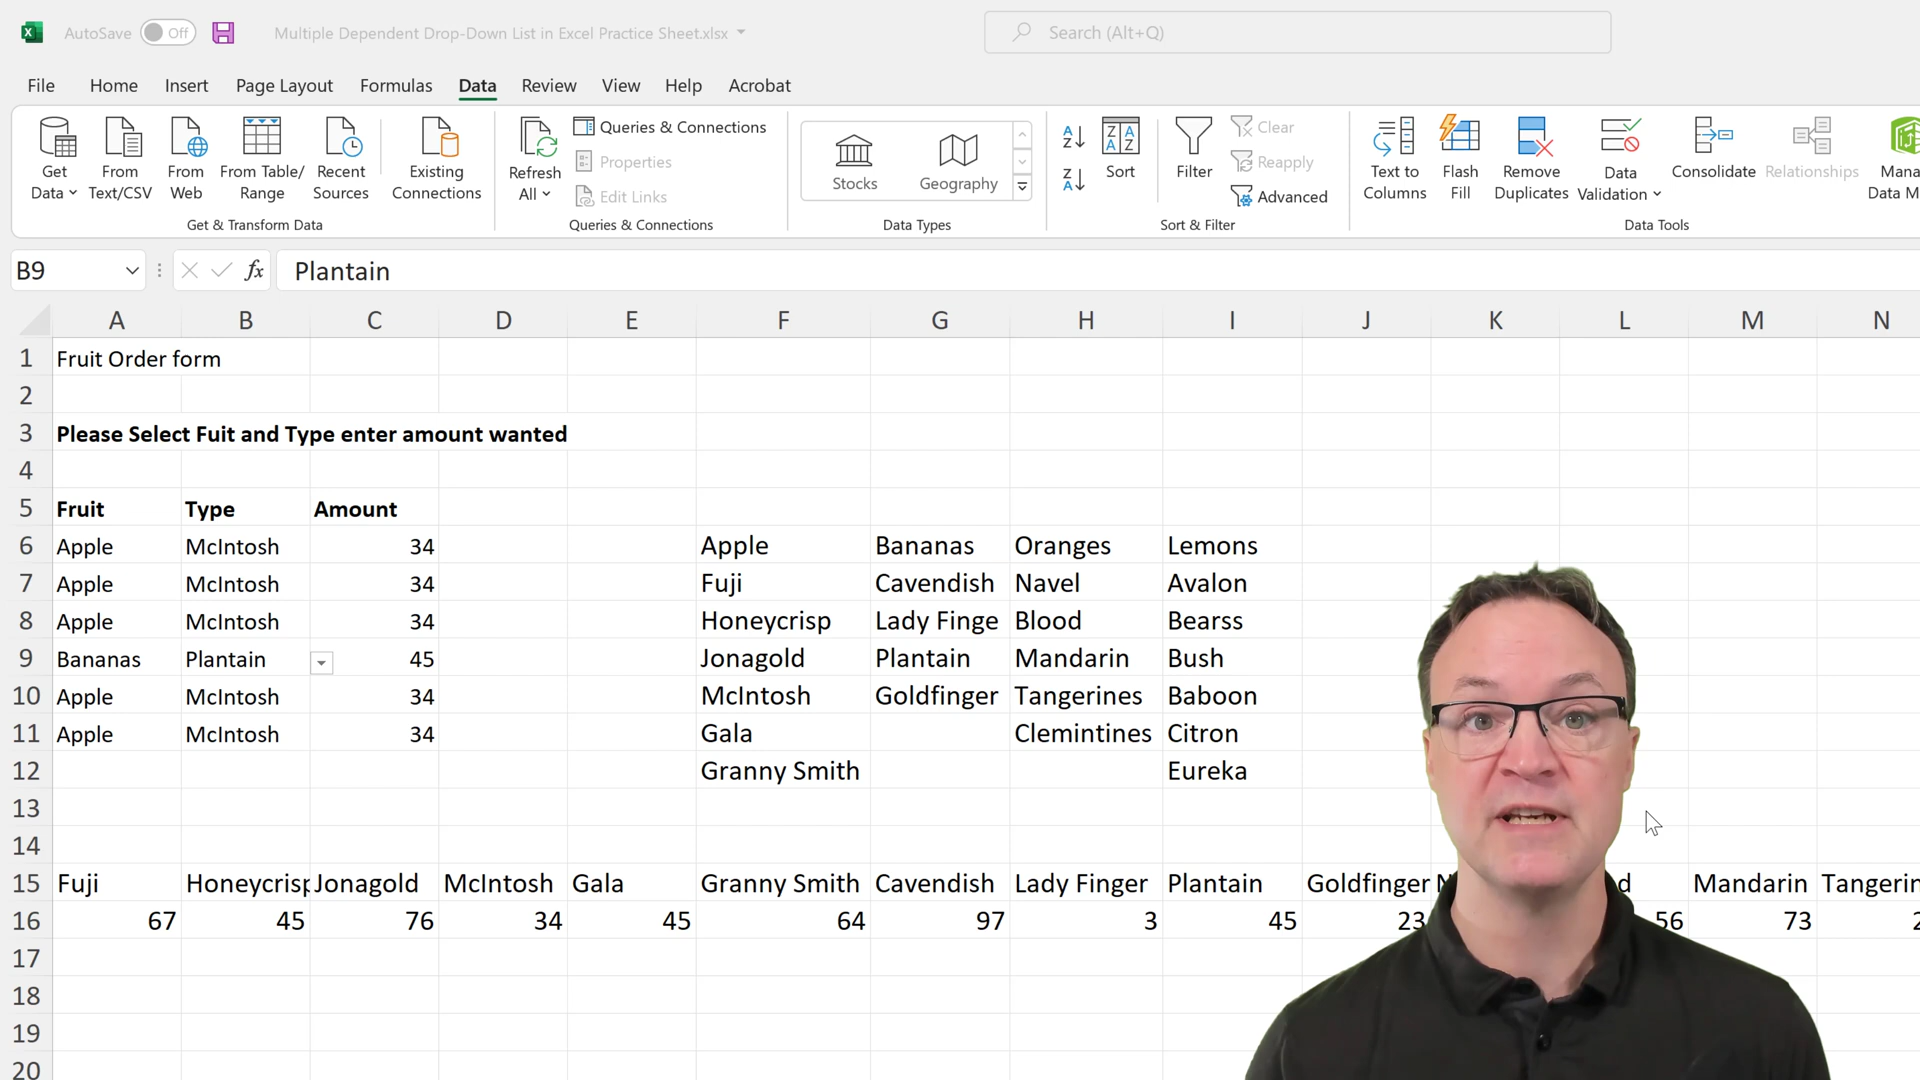 AutoSave Off Multiple Dependent Drop-Down List in Excel Practice Sheet.xlsx Search (Alt+Q)
File Home Insert Page Layout Formulas Data Review View Help Acrobat
Get Data From Text/CSV From Web From Table/ Range Recent Sources Existing Connections
Get & Transform Data
Refresh All Queries & Connections Properties Edit Links
Queries & Connections
Stocks Geography
Data Types
Sort Filter Clear Reapply Advanced
Sort & Filter
Text to Columns Flash Fill Remove Duplicates Data Validation Consolidate Relationships
Data Tools
B9 fx Plantain
A B C D E F G H I J K L M N
1 Fruit Order form
2
3 Please Select Fuit and Type enter amount wanted
4
5 Fruit Type Amount
6 Apple McIntosh 34 Apple Bananas Oranges Lemons
7 Apple McIntosh 34 Fuji Cavendish Navel Avalon
8 Apple McIntosh 34 Honeycrisp Lady Finge Blood Bearss
9 Bananas Plantain 45 Jonagold Plantain Mandarin Bush
10 Apple McIntosh 34 McIntosh Goldfinger Tangerines Baboon
11 Apple McIntosh 34 Gala Clemintines Citron
12 Granny Smith Eureka
13
14
15 Fuji Honeycrisp Jonagold McIntosh Gala Granny Smith Cavendish Lady Finger Plantain Goldfinger Mandarin
16 67 45 76 34 45 64 97 3 45 23 56 73
17
18
19
20